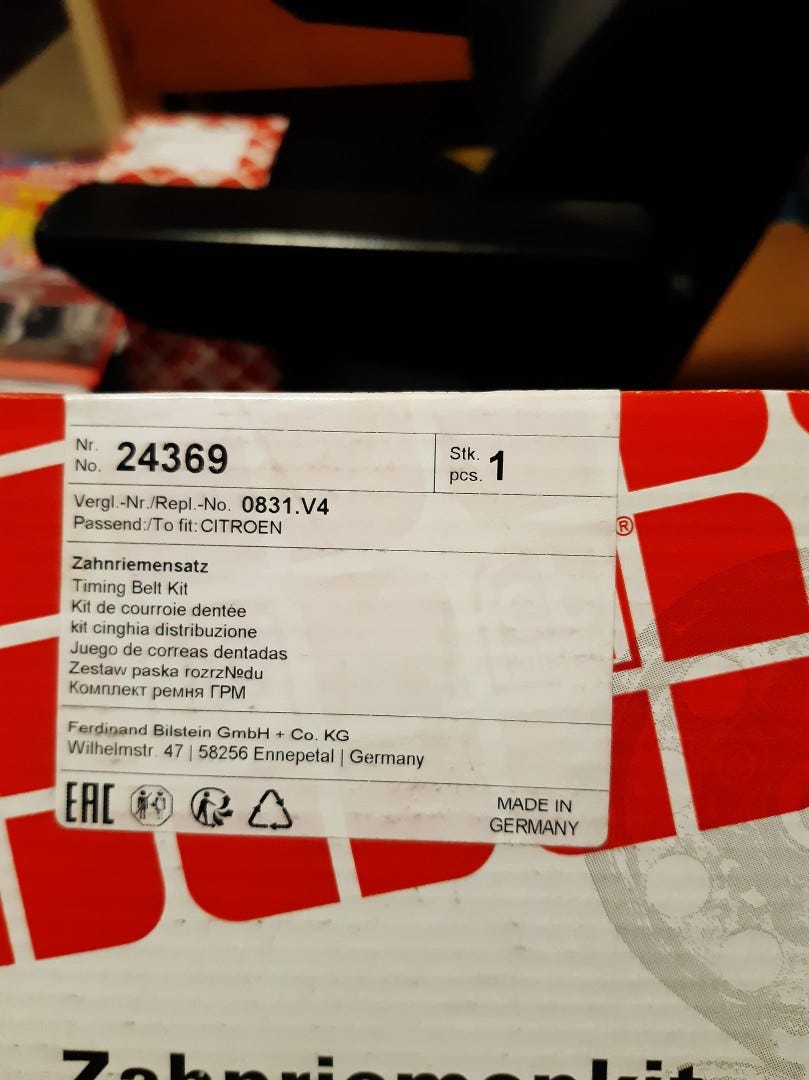 Nr.
No. 24369
Stk.
pcs. 1
Vergl.-Nr./Repl.-No. 0831.V4
Passend:/To fit: CITROEN
Zahnriemensatz
Timing Belt Kit
Kit de courroie dentée
kit cinghia distribuzione
Juego de correas dentadas
Zestaw paska rozrz№du
Комплект ремня ГРМ
Ferdinand Bilstein GmbH + Co. KG
Wilhelmstr. 47 | 58256 Ennepetal | Germany
EAC
MADE IN
GERMANY
®
Zahnriemenkit